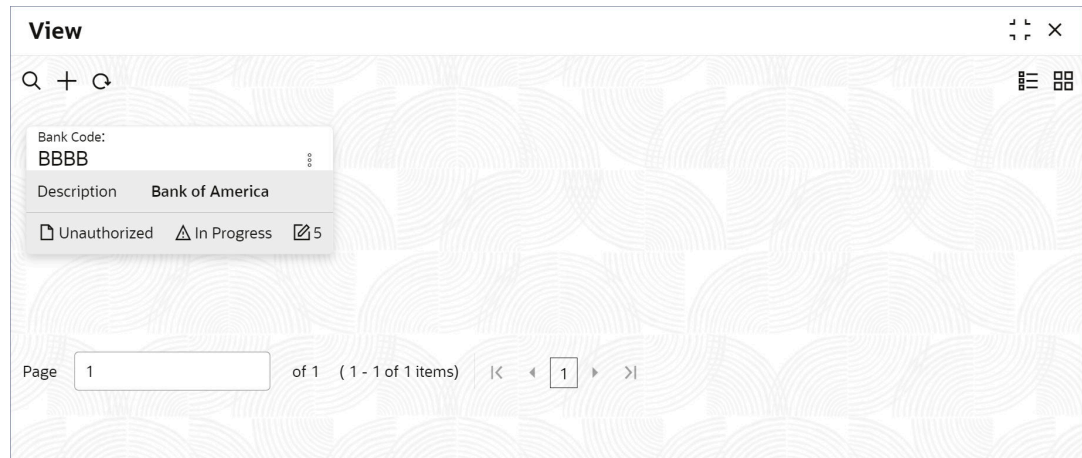 View
Bank Code:
BBBB
Description Bank of America
Unauthorized In Progress 5
Page 1 of 1 ( 1 - 1 of 1 items) 1